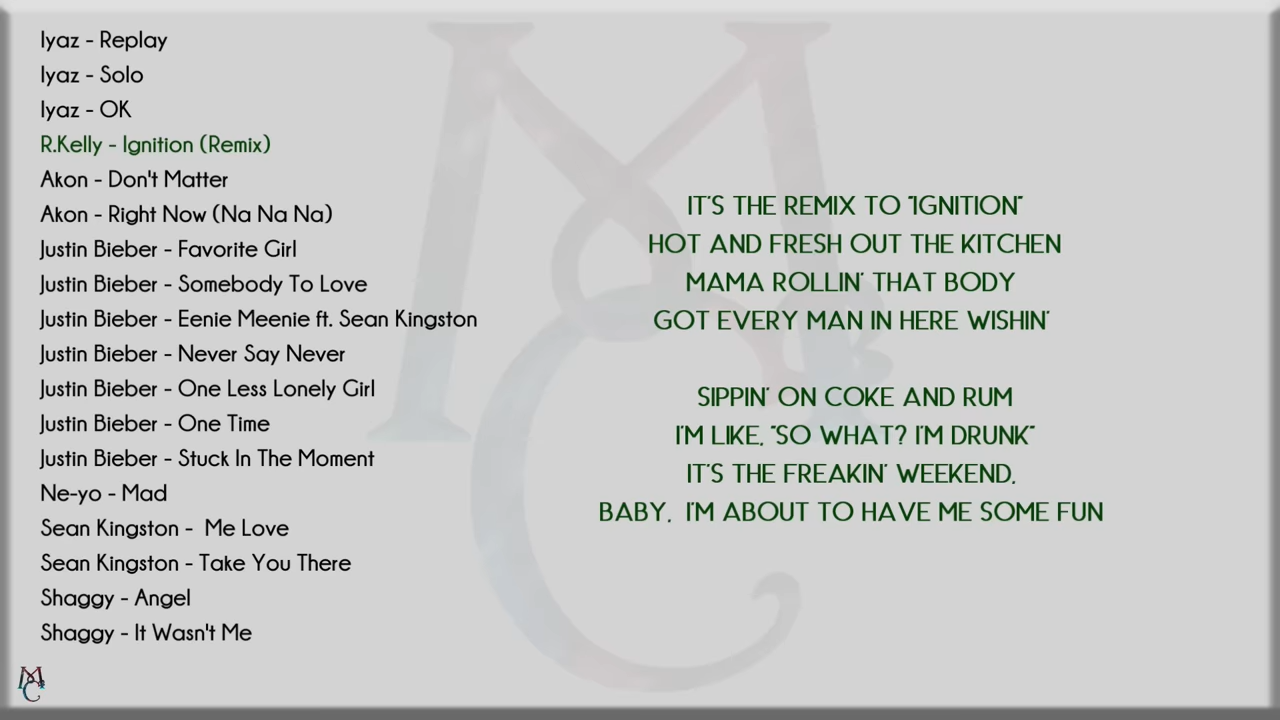 Iyaz - Replay
Iyaz - Solo
Iyaz - OK
R.Kelly - Ignition (Remix)
Akon - Don't Matter
Akon - Right Now (Na Na Na)
Justin Bieber - Favorite Girl
Justin Bieber - Somebody To Love
Justin Bieber - Eenie Meenie ft. Sean Kingston
Justin Bieber - Never Say Never
Justin Bieber - One Less Lonely Girl
Justin Bieber - One Time
Justin Bieber - Stuck In The Moment
Ne-yo - Mad
Sean Kingston -  Me Love
Sean Kingston - Take You There
Shaggy - Angel
Shaggy - It Wasn't Me
IT'S THE REMIX TO "IGNITION"
HOT AND FRESH OUT THE KITCHEN
MAMA ROLLIN' THAT BODY
GOT EVERY MAN IN HERE WISHIN'
SIPPIN' ON COKE AND RUM
I'M LIKE, "SO WHAT? I'M DRUNK"
IT'S THE FREAKIN' WEEKEND,
BABY,  I'M ABOUT TO HAVE ME SOME FUN
MC